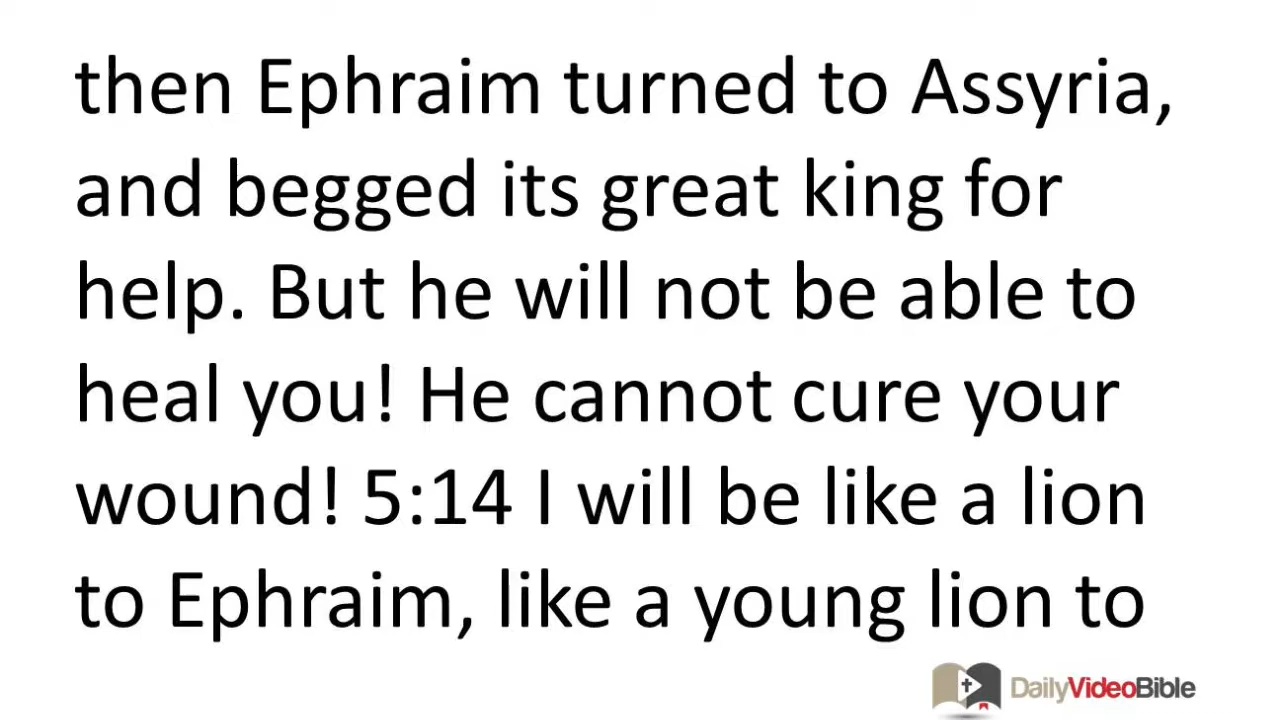 then Ephraim turned to Assyria,
and begged its great king for
help. But he will not be able to
heal you! He cannot cure your
wound! 5:14 I will be like a lion
to Ephraim, like a young lion to
DailyVideoBible